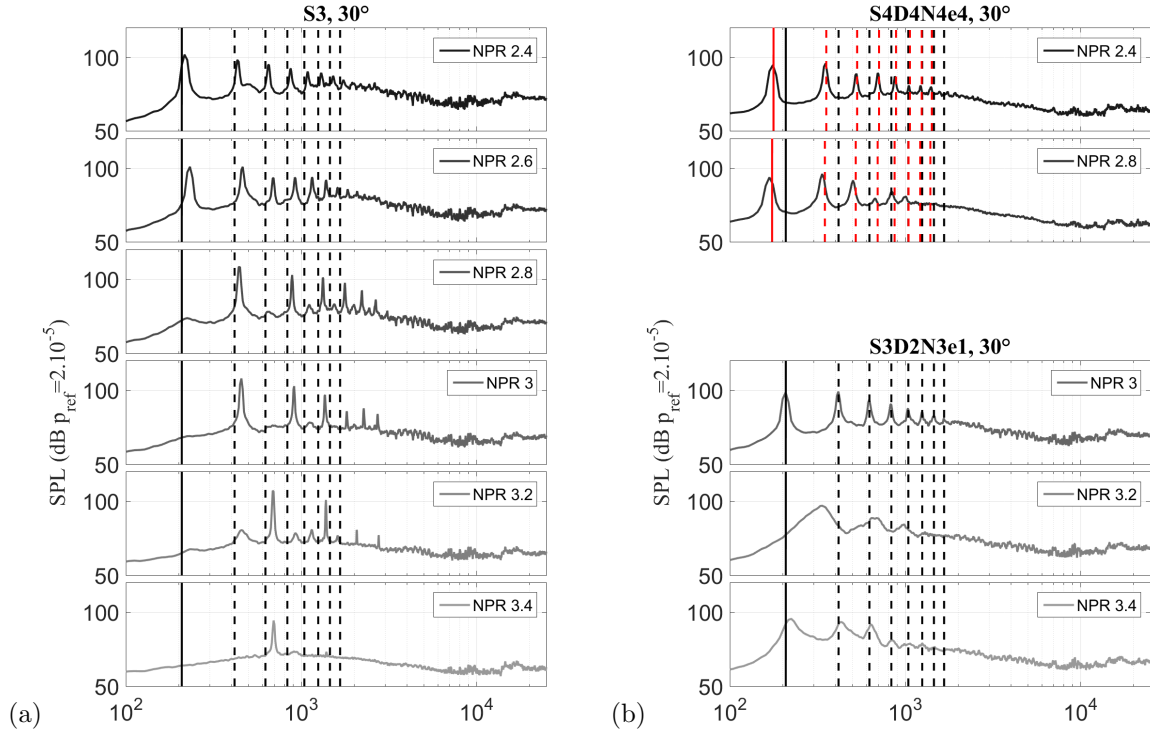 S3, 30°
100
50
NPR 2.4
100
50
NPR 2.6
100
50
NPR 2.8
100
50
NPR 3
100
50
NPR 3.2
100
50
NPR 3.4
SPL (dB p_ref=2.10^-5)
10^2
10^3
10^4
(a)
S4D4N4e4, 30°
100
50
NPR 2.4
100
50
NPR 2.8
S3D2N3e1, 30°
100
50
NPR 3
100
50
NPR 3.2
100
50
NPR 3.4
SPL (dB p_ref=2.10^-5)
10^2
10^3
10^4
(b)